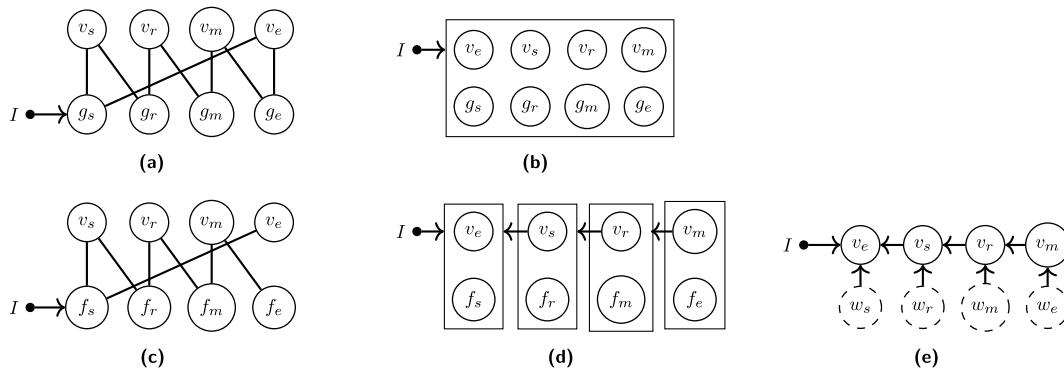 v_s v_r v_m v_e
I g_s g_r g_m g_e
(a)
I v_e v_s v_r v_m
g_s g_r g_m g_e
(b)
v_s v_r v_m v_e
I f_s f_r f_m f_e
(c)
I v_e v_s v_r v_m
f_s f_r f_m f_e
(d)
I v_e v_s v_r v_m
w_s w_r w_m w_e
(e)